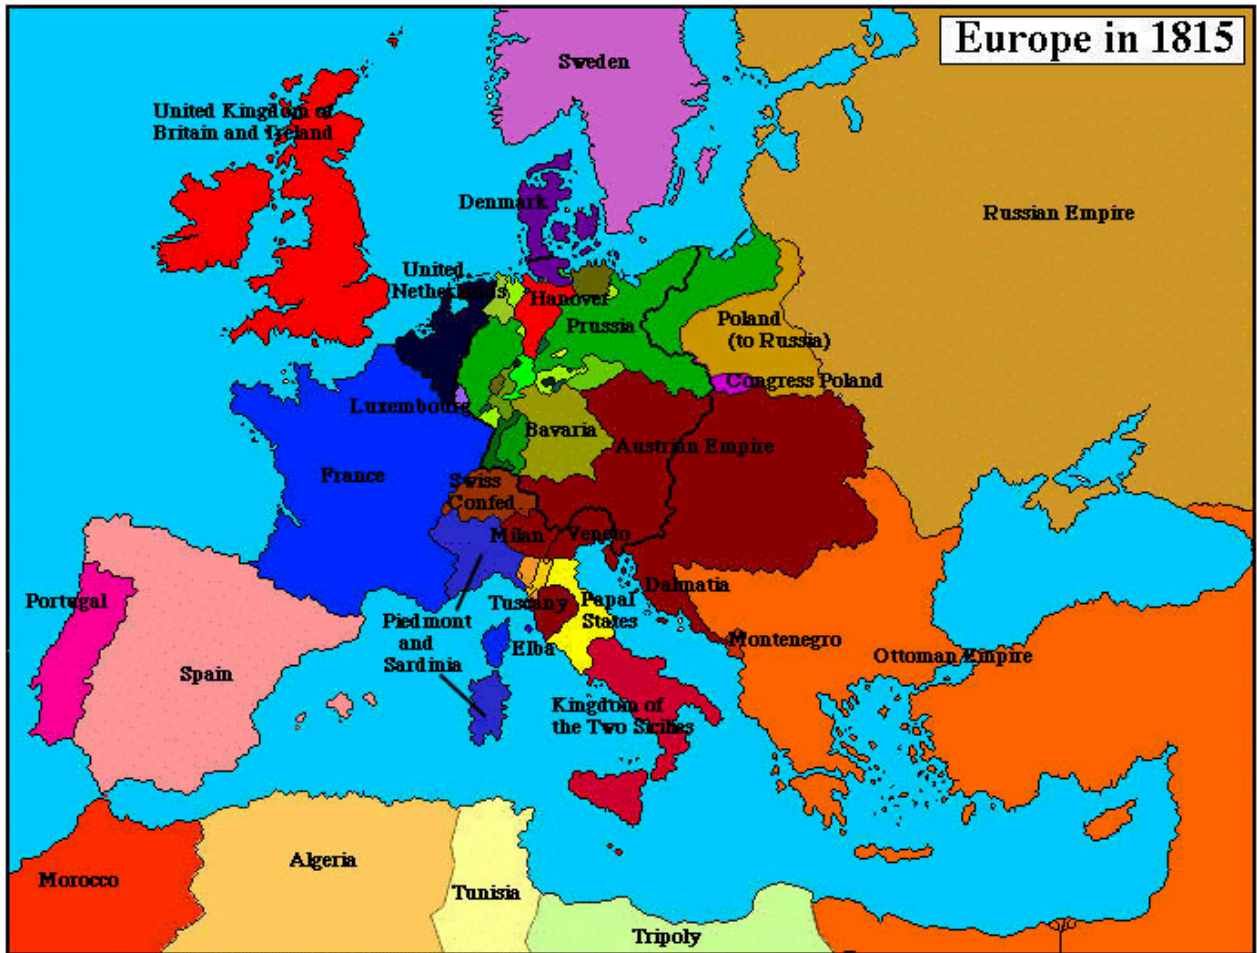 Europe in 1815
Sweden
United Kingdom of
Britain and Ireland
Denmark
Russian Empire
United
Netherlands
Hanover
Prussia
Poland
(to Russia)
Congress Poland
Luxembourg
Bavaria
Austrian Empire
France
Swiss
Confed
Milan
Veneto
Dalmatia
Portugal
Tuscany
Papal
States
Piedmont
and
Sardinia
Elba
Montenegro
Ottoman Empire
Spain
Kingdom of
the Two Sicilies
Algeria
Morocco
Tunisia
Tripoly